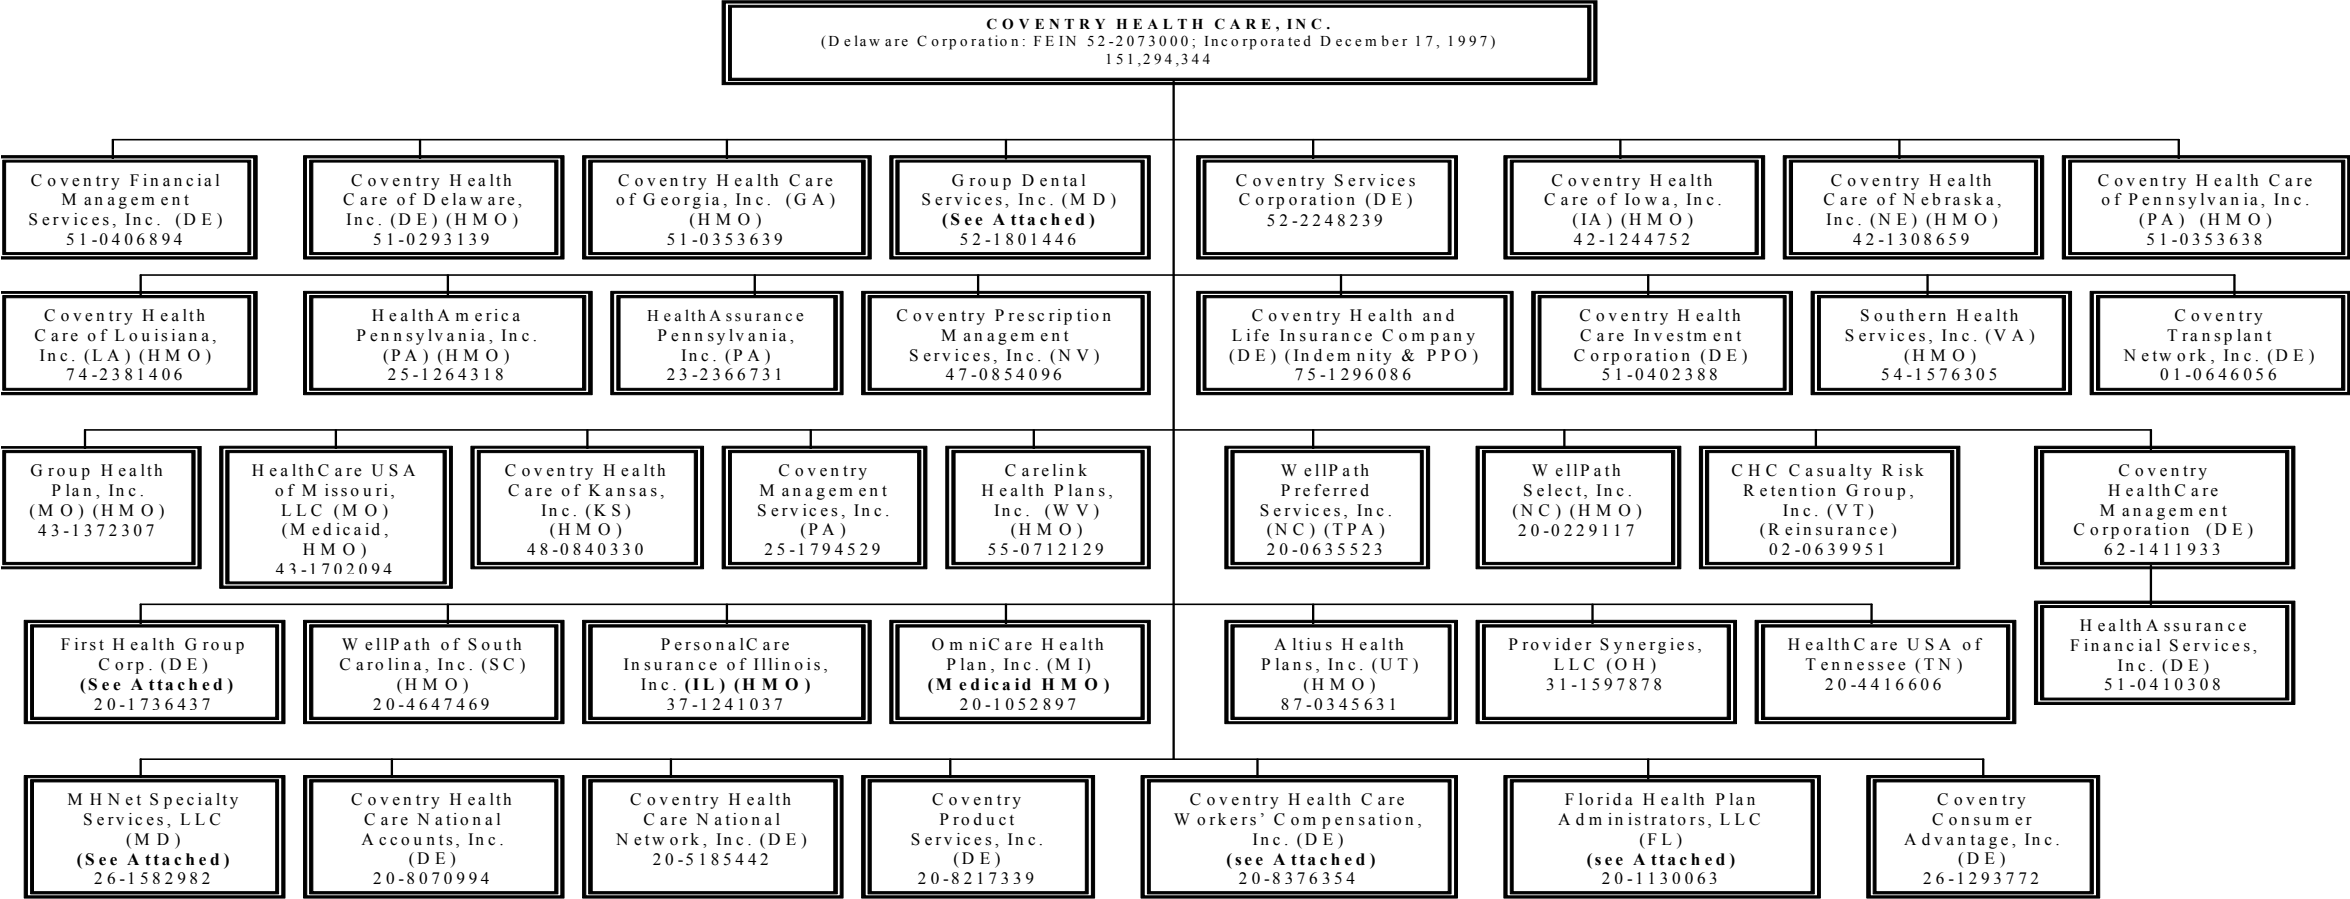 COVENTRY HEALTH CARE, INC.
(Delaware Corporation: FEIN 52-2073000; Incorporated December 17, 1997)
151,294,344
Coventry Financial
Management
Services, Inc. (DE)
51-0406894
Coventry Health
Care of Delaware,
Inc. (DE) (HMO)
51-0293139
Coventry Health Care
of Georgia, Inc. (GA)
(HMO)
51-0353639
Group Dental
Services, Inc. (MD)
(See Attached)
52-1801446
Coventry Services
Corporation (DE)
52-2248239
Coventry Health
Care of Iowa, Inc.
(IA) (HMO)
42-1244752
Coventry Health
Care of Nebraska,
Inc. (NE) (HMO)
42-1308659
Coventry Health Care
of Pennsylvania, Inc.
(PA) (HMO)
51-0353638
Coventry Health
Care of Louisiana,
Inc. (LA) (HMO)
74-2381406
HealthAmerica
Pennsylvania, Inc.
(PA) (HMO)
25-1264318
HealthAssurance
Pennsylvania,
Inc. (PA)
23-2366731
Coventry Prescription
Management
Services, Inc. (NV)
47-0854096
Coventry Health and
Life Insurance Company
(DE) (Indemnity & PPO)
75-1296086
Coventry Health
Care Investment
Corporation (DE)
51-0402388
Southern Health
Services, Inc. (VA)
(HMO)
54-1576305
Coventry
Transplant
Network, Inc. (DE)
01-0646056
Group Health
Plan, Inc.
(MO) (HMO)
43-1372307
HealthCare USA
of Missouri,
LLC (MO)
(Medicaid,
HMO)
43-1702094
Coventry Health
Care of Kansas,
Inc. (KS)
(HMO)
48-0840330
Coventry
Management
Services, Inc.
(PA)
25-1794529
Carelink
Health Plans,
Inc. (WV)
(HMO)
55-0712129
WellPath
Preferred
Services, Inc.
(NC) (TPA)
20-0635523
WellPath
Select, Inc.
(NC) (HMO)
20-0229117
CHC Casualty Risk
Retention Group,
Inc. (VT)
(Reinsurance)
02-0639951
Coventry
HealthCare
Management
Corporation (DE)
62-1411933
First Health Group
Corp. (DE)
(See Attached)
20-1736437
WellPath of South
Carolina, Inc. (SC)
(HMO)
20-4647469
PersonalCare
Insurance of Illinois,
Inc. (IL) (HMO)
37-1241037
OmniCare Health
Plan, Inc. (MI)
(Medicaid HMO)
20-1052897
Altius Health
Plans, Inc. (UT)
(HMO)
87-0345631
Provider Synergies,
LLC (OH)
31-1597878
HealthCare USA of
Tennessee (TN)
20-4416606
HealthAssurance
Financial Services,
Inc. (DE)
51-0410308
MHNet Specialty
Services, LLC
(MD)
(See Attached)
26-1582982
Coventry Health
Care National
Accounts, Inc.
(DE)
20-8070994
Coventry Health
Care National
Network, Inc. (DE)
20-5185442
Coventry
Product
Services, Inc.
(DE)
20-8217339
Coventry Health Care
Workers' Compensation,
Inc. (DE)
(see Attached)
20-8376354
Florida Health Plan
Administrators, LLC
(FL)
(see Attached)
20-1130063
Coventry
Consumer
Advantage, Inc.
(DE)
26-1293772